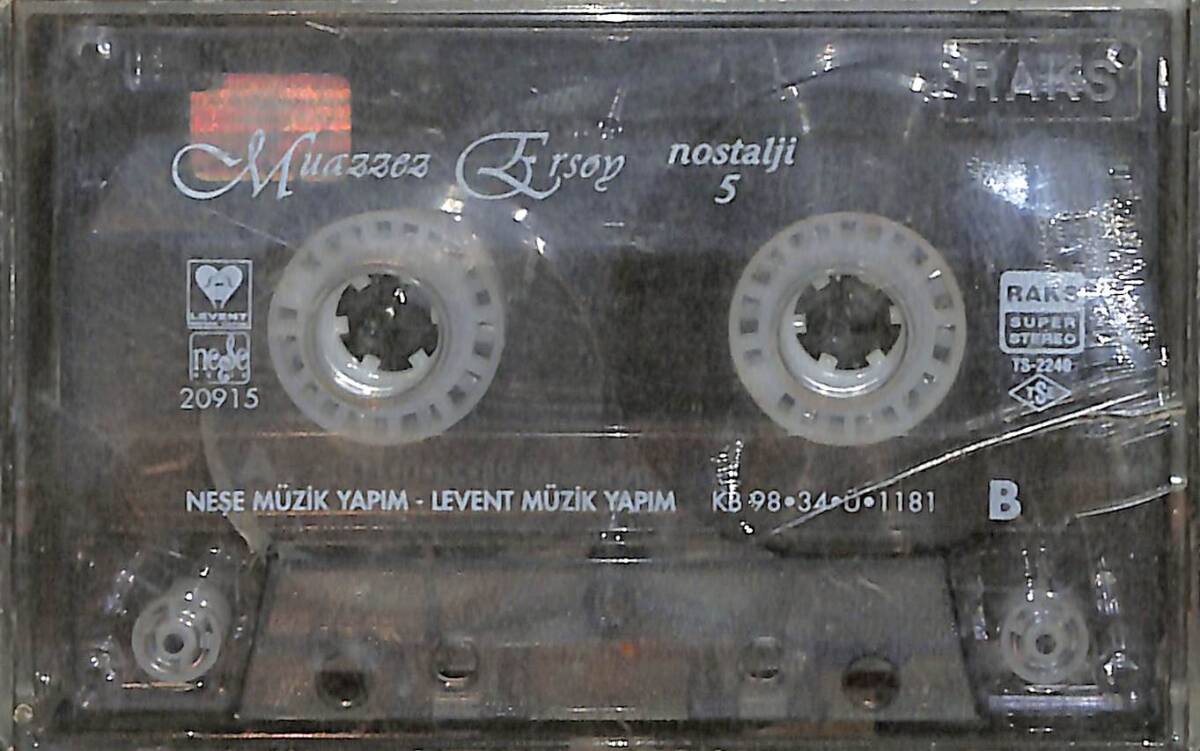 RAKS
Muazzez Ersoy nostalji
5
LEVENT
neşe
20915
RAKS
SUPER
STEREO
TS-2240
TSE
NEŞE MÜZİK YAPIM - LEVENT MÜZİK YAPIM KB 98•34•Ü•1181 B